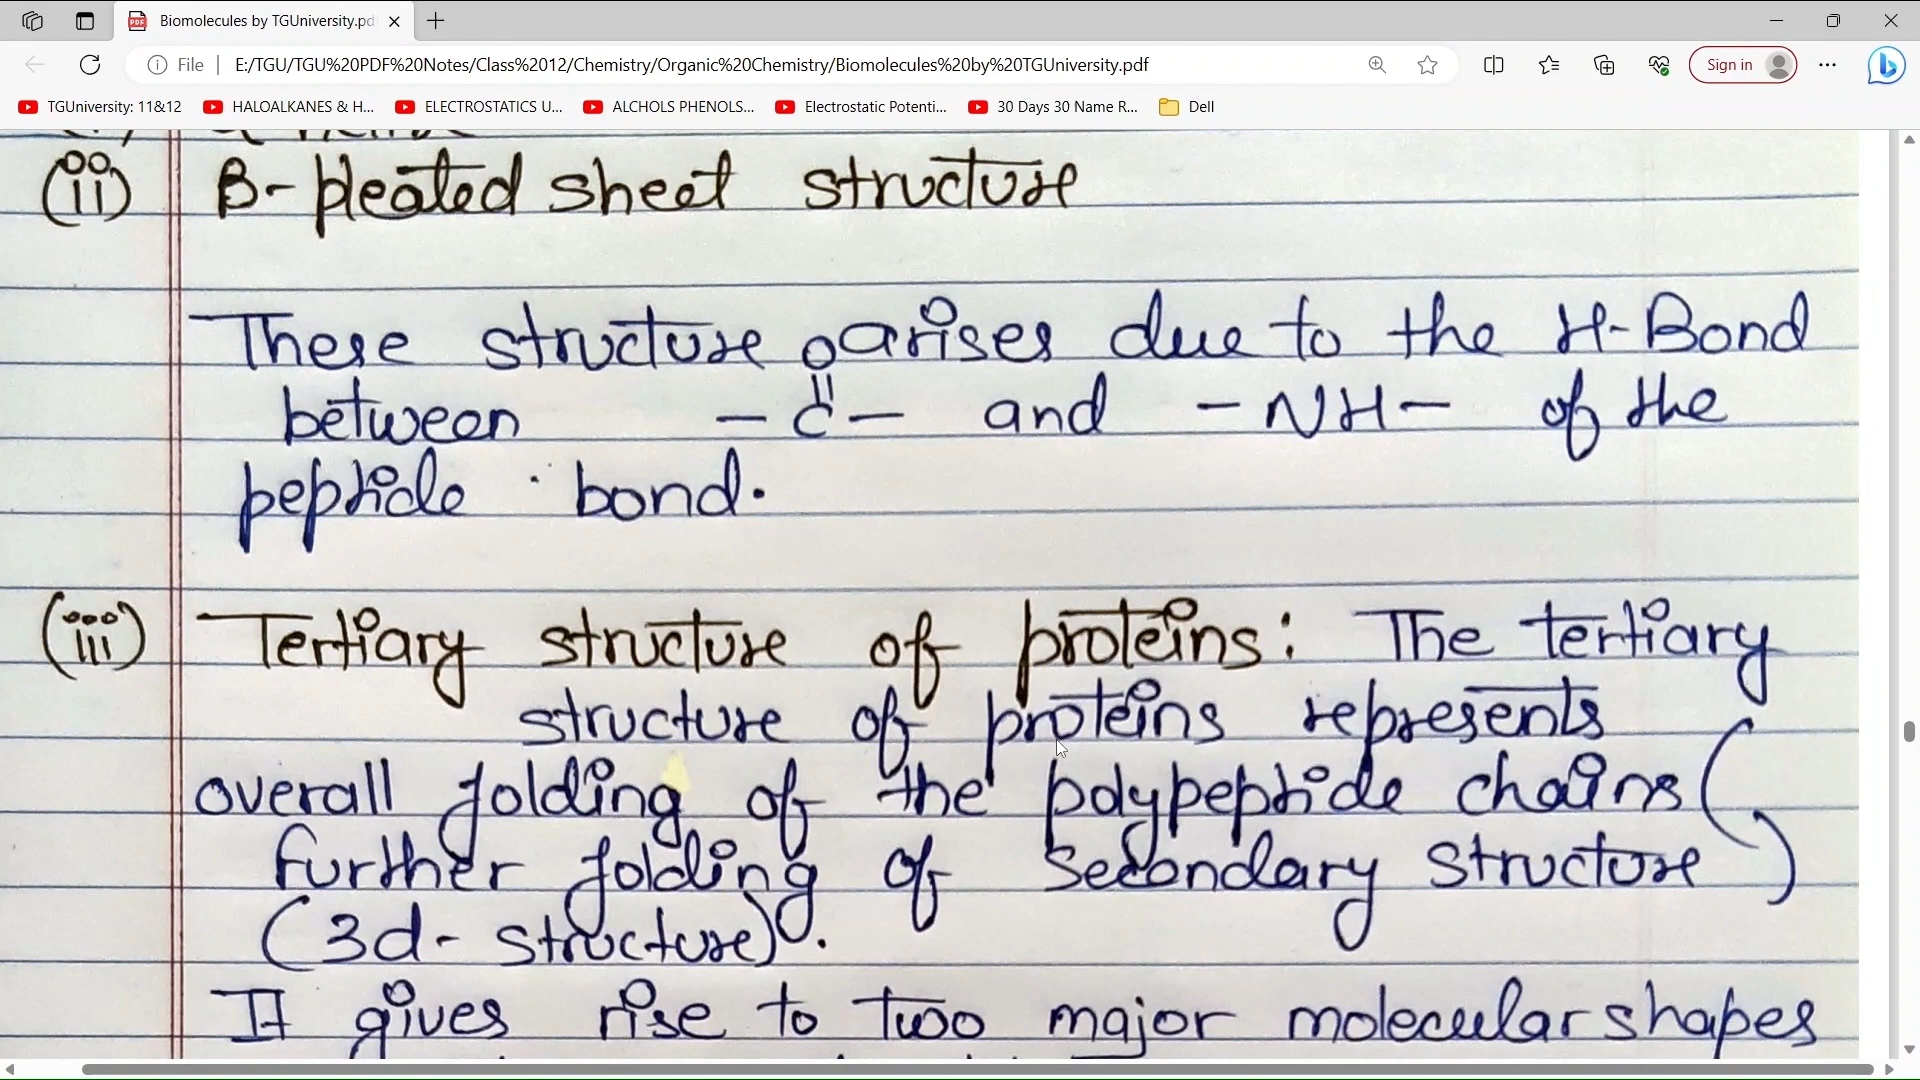 Biomolecules by TGUniversity.pd
File
E:/TGU/TGU%20PDF%20Notes/Class%2012/Chemistry/Organic%20Chemistry/Biomolecules%20by%20TGUniversity.pdf
Sign in
TGUniversity: 11&12
HALOALKANES & H...
ELECTROSTATICS U...
ALCHOLS PHENOLS...
Electrostatic Potenti...
30 Days 30 Name R...
Dell
(ii) β-pleated sheet structure
These structure arises due to the H-Bond
O
||
between -C- and -NH- of the
peptide bond.
(iii) Tertiary structure of proteins: The tertiary
structure of proteins represents
overall folding of the polypeptide chains (
further folding of secondary structure )
(3d- structure).
It gives rise to two major molecular shapes